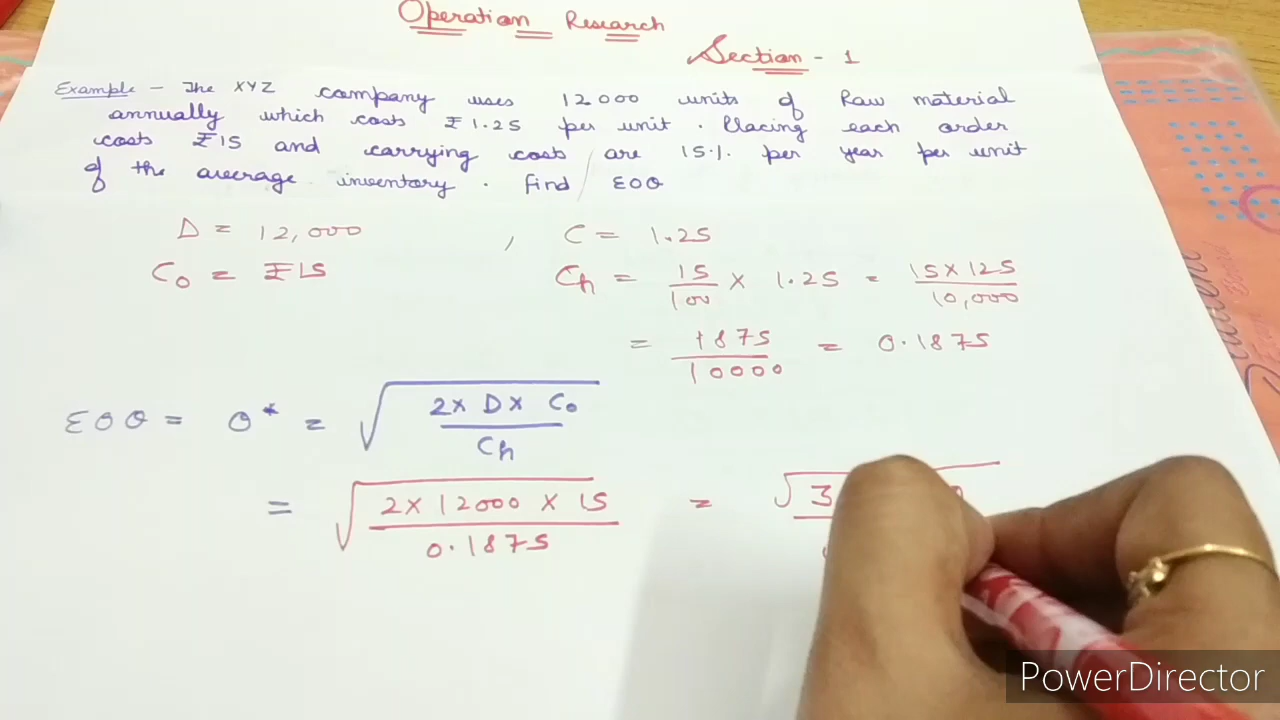 Operation Research
Section - 1
Example - The XYZ company uses 12000 units of Raw material
annually which costs ₹1.25 per unit. Placing each order
costs ₹15 and carrying costs are 15% per year per unit
of the average inventory. Find EOQ
D = 12,000 , C = 1.25
Co = ₹15 Ch = 15/100 × 1.25 = 15×125/10,000
= 1875/10000 = 0.1875
EOQ = Q* = √(2× D× Co/Ch)
= √(2× 12000 × 15/0.1875) = √3
PowerDirector